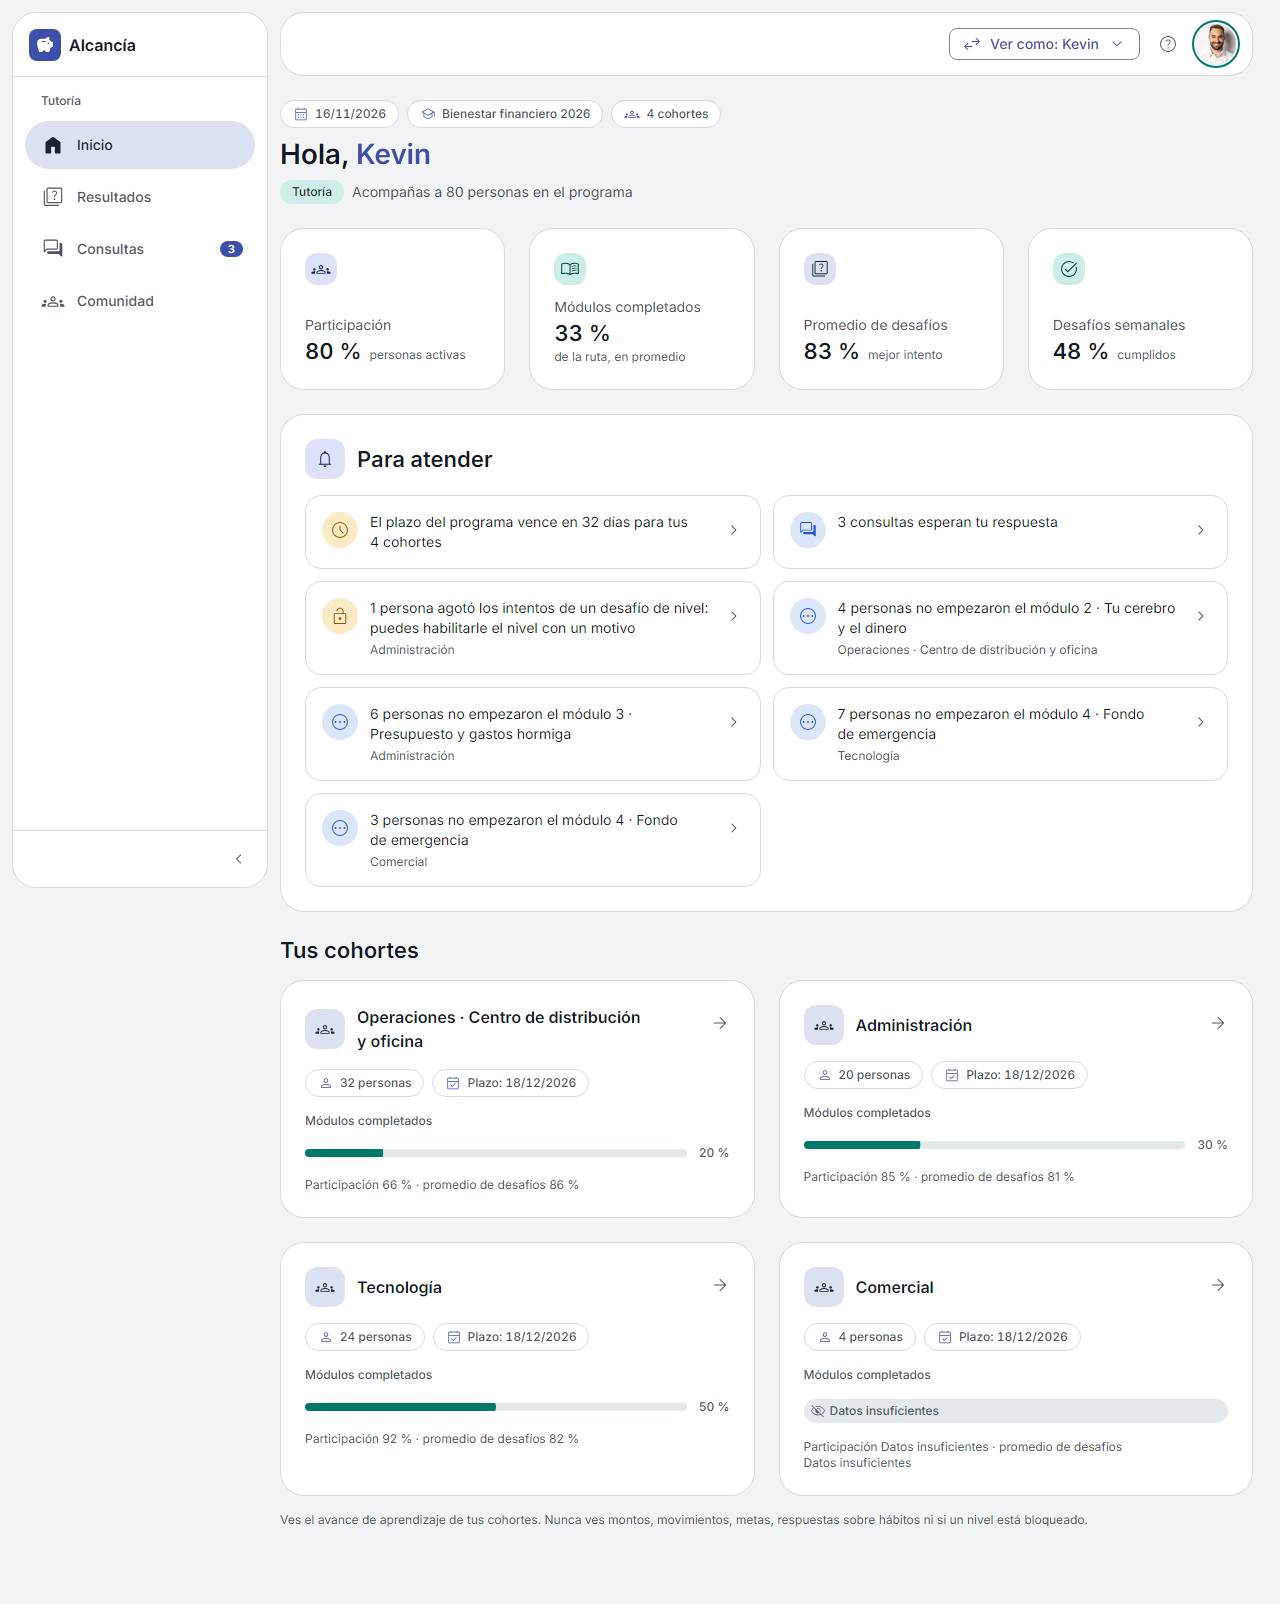 Alcancía
Ver como: Kevin
Tutoría
Inicio
Resultados
Consultas
3
Comunidad
16/11/2026
Bienestar financiero 2026
4 cohortes
Hola, Kevin
Tutoría
Acompañas a 80 personas en el programa
Participación
80 % personas activas
Módulos completados
33 %
de la ruta, en promedio
Promedio de desafíos
83 % mejor intento
Desafíos semanales
48 % cumplidos
Para atender
El plazo del programa vence en 32 días para tus
4 cohortes
3 consultas esperan tu respuesta
1 persona agotó los intentos de un desafío de nivel:
puedes habilitarle el nivel con un motivo
Administración
4 personas no empezaron el módulo 2 · Tu cerebro
y el dinero
Operaciones · Centro de distribución y oficina
6 personas no empezaron el módulo 3 ·
Presupuesto y gastos hormiga
Administración
7 personas no empezaron el módulo 4 · Fondo
de emergencia
Tecnología
3 personas no empezaron el módulo 4 · Fondo
de emergencia
Comercial
Tus cohortes
Operaciones · Centro de distribución
y oficina
32 personas
Plazo: 18/12/2026
Módulos completados
20 %
Participación 66 % · promedio de desafíos 86 %
Administración
20 personas
Plazo: 18/12/2026
Módulos completados
30 %
Participación 85 % · promedio de desafíos 81 %
Tecnología
24 personas
Plazo: 18/12/2026
Módulos completados
50 %
Participación 92 % · promedio de desafíos 82 %
Comercial
4 personas
Plazo: 18/12/2026
Módulos completados
Datos insuficientes
Participación Datos insuficientes · promedio de desafíos
Datos insuficientes
Ves el avance de aprendizaje de tus cohortes. Nunca ves montos, movimientos, metas, respuestas sobre hábitos ni si un nivel está bloqueado.